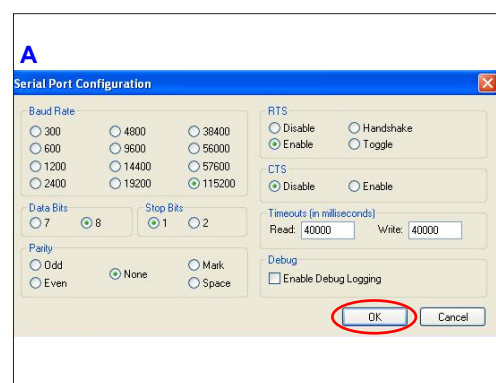 A
Serial Port Configuration
Baud Rate
300 4800 38400
600 9600 56000
1200 14400 57600
2400 19200 115200
Data Bits
7 8
Stop Bits
1 2
Parity
Odd None Mark
Even Space
RTS
Disable Handshake
Enable Toggle
CTS
Disable Enable
Timeouts (in milliseconds)
Read: 40000 Write: 40000
Debug
Enable Debug Logging
OK Cancel